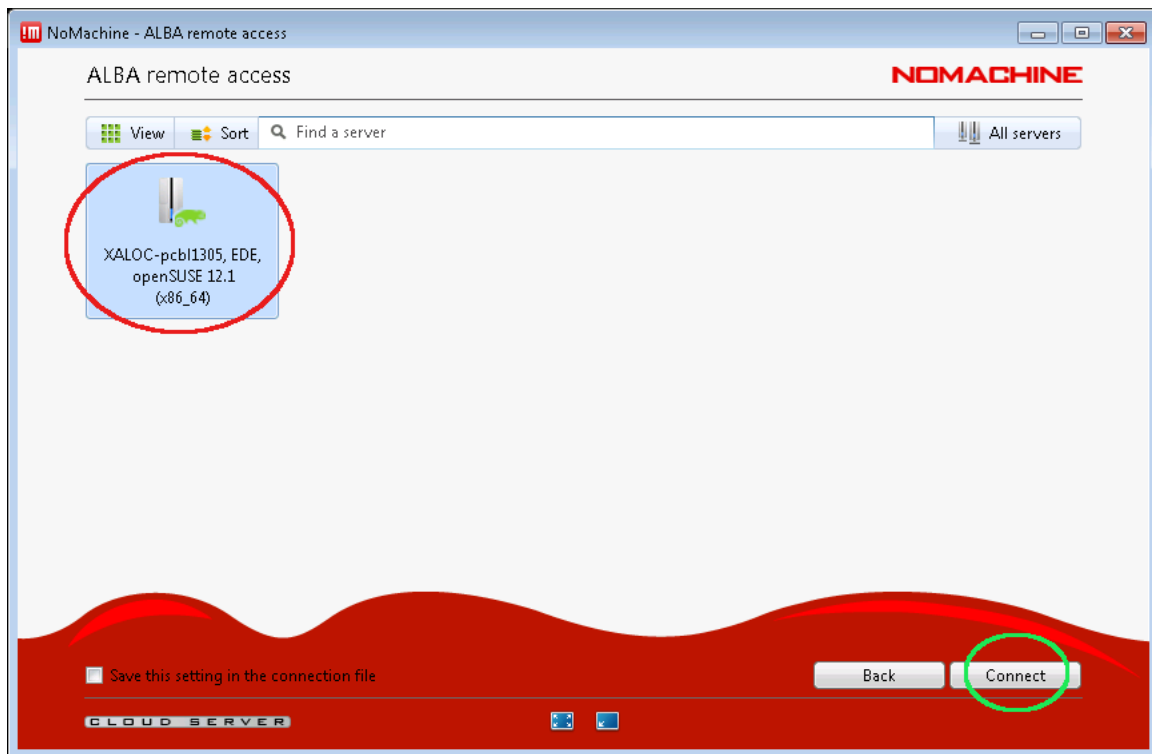 !M NoMachine - ALBA remote access
ALBA remote access
NOMACHINE
View
Sort
Find a server
All servers
XALOC-pcbl1305, EDE,
openSUSE 12.1
(x86_64)
Save this setting in the connection file
Back
Connect
CLOUD SERVER